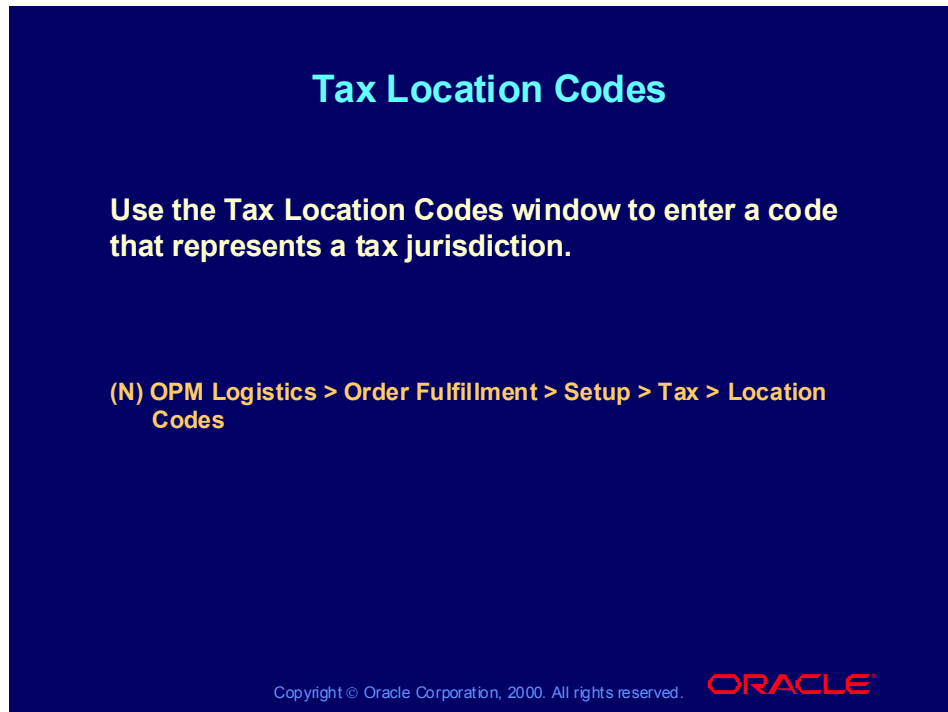 Tax Location Codes
Use the Tax Location Codes window to enter a code
that represents a tax jurisdiction.
(N) OPM Logistics > Order Fulfillment > Setup > Tax > Location
Codes
Copyright © Oracle Corporation, 2000. All rights reserved.
ORACLE®